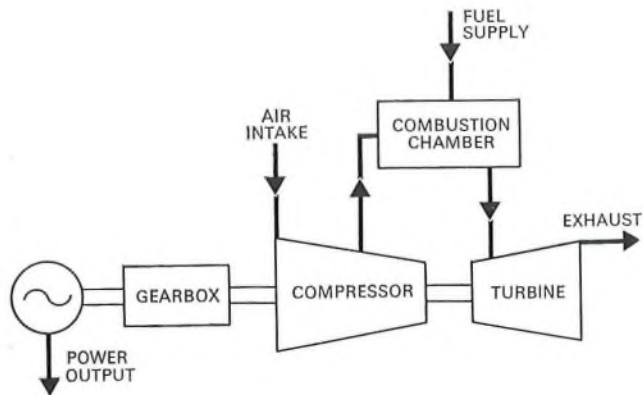 FUEL
SUPPLY
AIR
INTAKE
COMBUSTION
CHAMBER
EXHAUST
GEARBOX
COMPRESSOR
TURBINE
POWER
OUTPUT